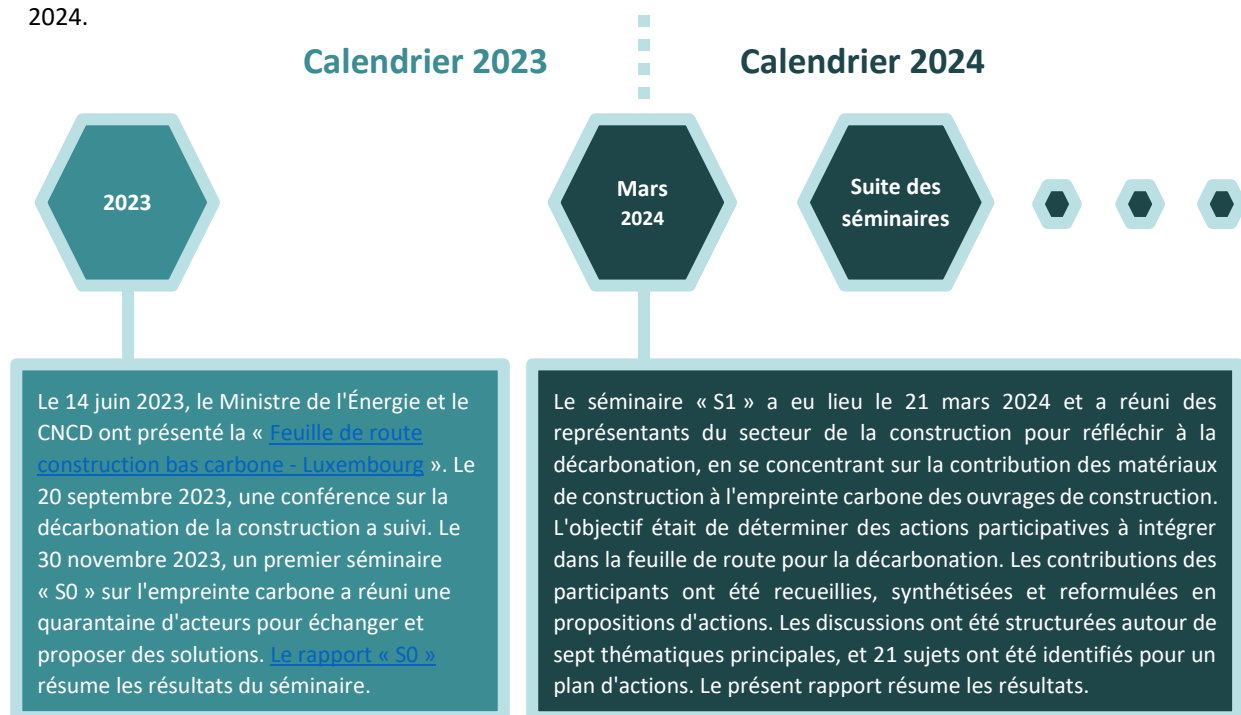 2024.
Calendrier 2023
Calendrier 2024
2023
Mars
2024
Suite des
séminaires
Le 14 juin 2023, le Ministre de l'Énergie et le
CNCD ont présenté la « Feuille de route
construction bas carbone - Luxembourg ». Le
20 septembre 2023, une conférence sur la
décarbonation de la construction a suivi. Le
30 novembre 2023, un premier séminaire
« S0 » sur l'empreinte carbone a réuni une
quarantaine d'acteurs pour échanger et
proposer des solutions. Le rapport « S0 »
résume les résultats du séminaire.
Le séminaire « S1 » a eu lieu le 21 mars 2024 et a réuni des
représentants du secteur de la construction pour réfléchir à la
décarbonation, en se concentrant sur la contribution des matériaux
de construction à l'empreinte carbone des ouvrages de construction.
L'objectif était de déterminer des actions participatives à intégrer
dans la feuille de route pour la décarbonation. Les contributions des
participants ont été recueillies, synthétisées et reformulées en
propositions d'actions. Les discussions ont été structurées autour de
sept thématiques principales, et 21 sujets ont été identifiés pour un
plan d'actions. Le présent rapport résume les résultats.